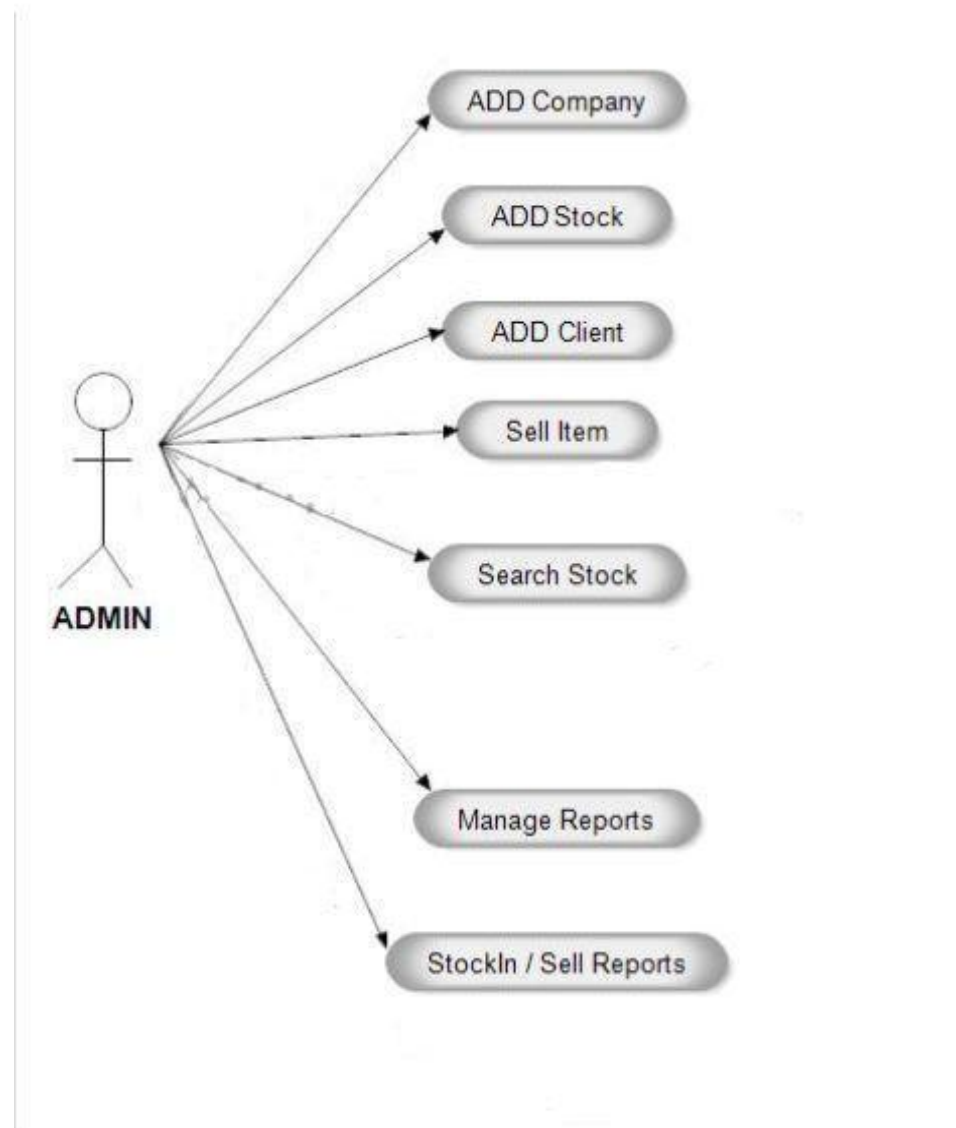 ADD Company
ADD Stock
ADD Client
Sell Item
Search Stock
ADMIN
Manage Reports
StockIn / Sell Reports